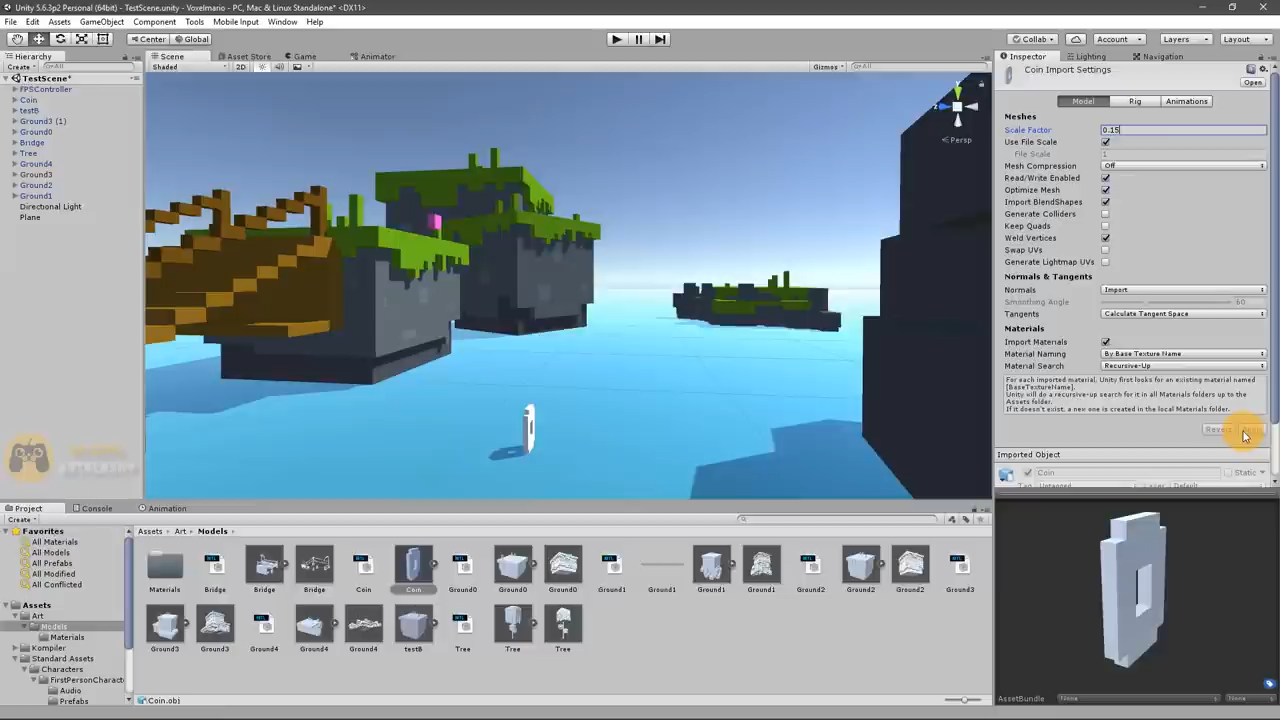 Unity 5.6.3p2 Personal (64bit) - TestScene.unity - Voxelmario - PC, Mac & Linux Standalone* <DX11>
File Edit Assets GameObject Component Tools Mobile Input Window Help
Center Global Collab Account Layers Layout
Hierarchy
Create All
TestScene*
FPSController
Coin
testB
Ground3 (1)
Ground0
Bridge
Tree
Ground4
Ground3
Ground2
Ground1
Directional Light
Plane
Scene Asset Store Game Animator
Shaded 2D Gizmos All
Persp
Inspector Lighting Navigation
Coin Import Settings
Open
Model Rig Animations
Meshes
Scale Factor 0.15
Use File Scale
File Scale 1
Mesh Compression Off
Read/Write Enabled
Optimize Mesh
Import BlendShapes
Generate Colliders
Keep Quads
Weld Vertices
Swap UVs
Generate Lightmap UVs
Normals & Tangents
Normals Import
Smoothing Angle 60
Tangents Calculate Tangent Space
Materials
Import Materials
Material Naming By Base Texture Name
Material Search Recursive-Up
For each imported material, Unity first looks for an existing material named
[BaseTextureName].
Unity will do a recursive-up search for it in all Materials folders up to the
Assets folder.
If it doesn't exist, a new one is created in the local Materials folder.
Revert
Imported Object
Coin Static
AssetBundle None None
Project Console Animation
Create
Favorites
All Materials
All Models
All Prefabs
All Modified
All Conflicted
Assets
Art
Models
Materials
Kompiler
Standard Assets
Characters
FirstPersonCharact
Audio
Prefabs
Assets Art Models
Materials Bridge Bridge Bridge Coin Coin Ground0 Ground0 Ground0 Ground1 Ground1 Ground1 Ground1 Ground2 Ground2 Ground2 Ground3
Ground3 Ground3 Ground4 Ground4 Ground4 testB Tree Tree Tree
Coin.obj